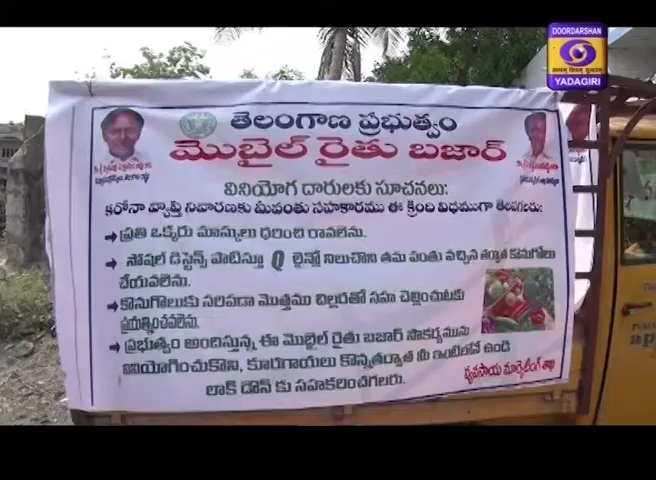 DOORDARSHAN
YADAGIRI
తెలంగాణ ప్రభుత్వం
మొబైల్ రైతు బజార్
వినియోగ దారులకు సూచనలు:
కరోనా వ్యాప్తి నివారణకు మీవంతు సహకారము ఈ క్రింది విధముగా తెలుపగలరు:
ప్రతి ఒక్కరు మాస్కులు ధరించి రావలెను.
సోషల్ డిస్టెన్స్ పాటిస్తూ Q లైన్లో నిలుచొని తమ వంతు వచ్చిన తర్వాత కొనుగోలు
చేయవలెను.
కొనుగోలుకు సరిపడా మొత్తము చిల్లరతో సహా చెల్లించుటకు
ప్రయత్నించవలెను.
ప్రభుత్వం అందిస్తున్న ఈ మొబైల్ రైతు బజార్ సౌకర్యమును
వినియోగించుకొని, కూరగాయలు కొన్నతర్వాత మీ ఇంటిలోనే ఉండి
లాక్ డౌన్ కు సహకరించగలరు.
వ్యవసాయ మార్కెటింగ్ శాఖ